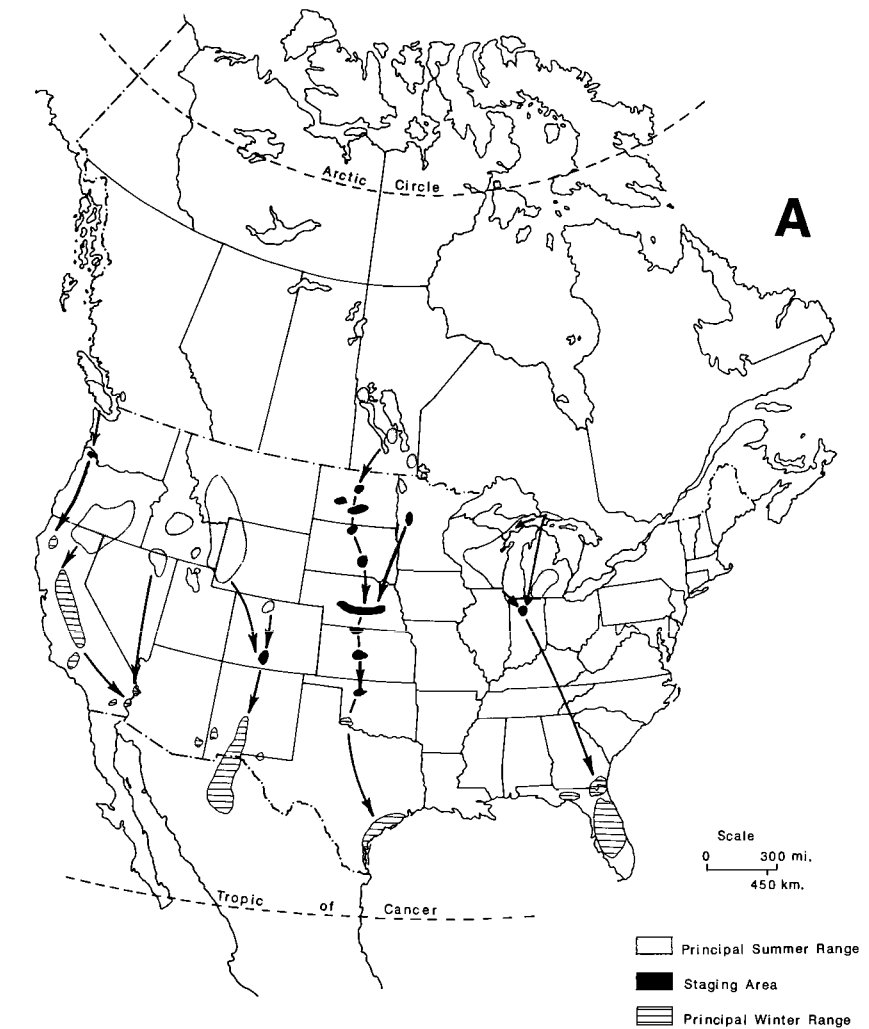 Arctic Circle
A
Scale
0 300 mi.
450 km.
Tropic of Cancer
Principal Summer Range
Staging Area
Principal Winter Range